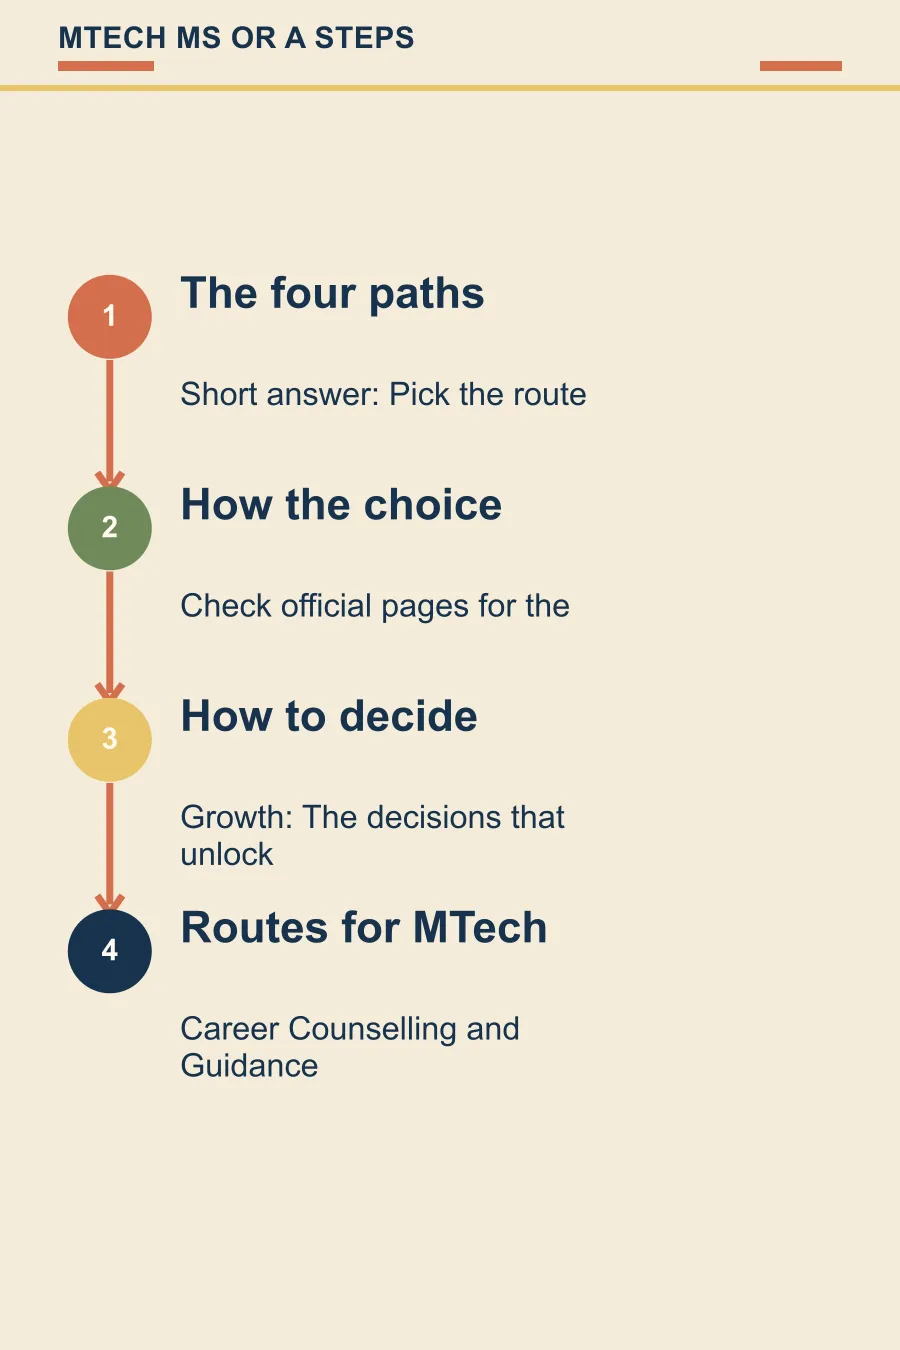 MTECH MS OR A STEPS
1
The four paths
Short answer: Pick the route
2
How the choice
Check official pages for the
3
How to decide
Growth: The decisions that
unlock
4
Routes for MTech
Career Counselling and
Guidance